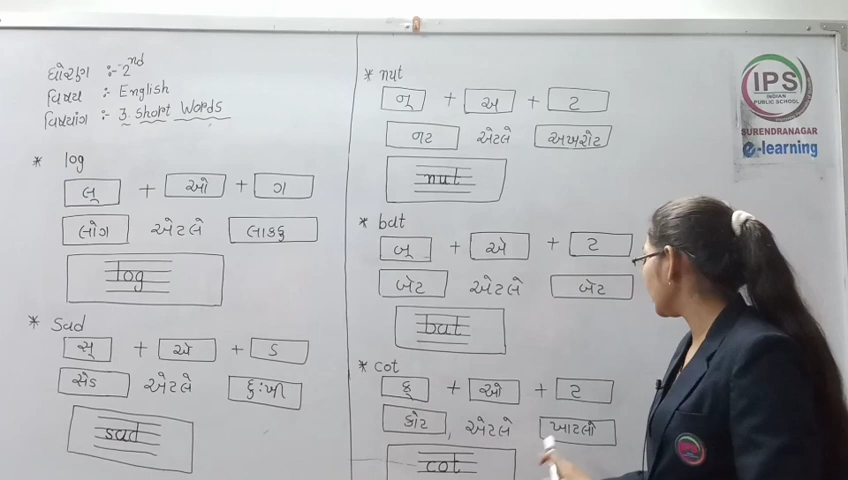 ધોરણ :- 2nd
વિષય :- English
વિષયાંગ :- 3. Short Words
* log
લ્ + ઓ + ગ
લોગ એટલે લાકડુ
log
* Sad
સ્ + એ + ડ
સેડ એટલે દુઃખી
sad
* nut
ન્ + અ + ટ
નટ એટલે અખરોટ
nut
* bat
બ્ + એ + ટ
બેટ એટલે બેટ
bat
* cot
ક્ + ઓ + ટ
કોટ, એટલે ખાટલો
cot
IPS
INDIAN
PUBLIC SCHOOL
SURENDRANAGAR
e-learning